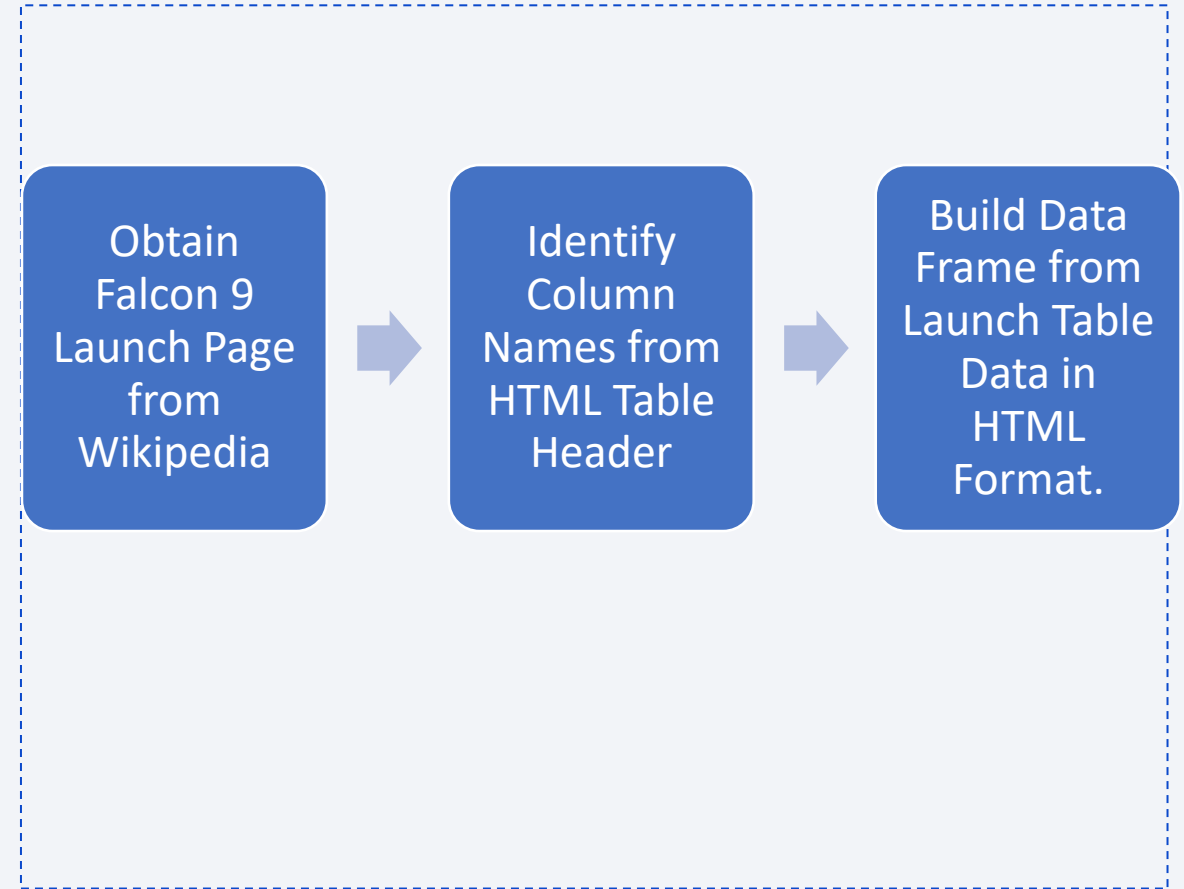 Obtain
Falcon 9
Launch Page
from
Wikipedia
Identify
Column
Names from
HTML Table
Header
Build Data
Frame from
Launch Table
Data in
HTML
Format.